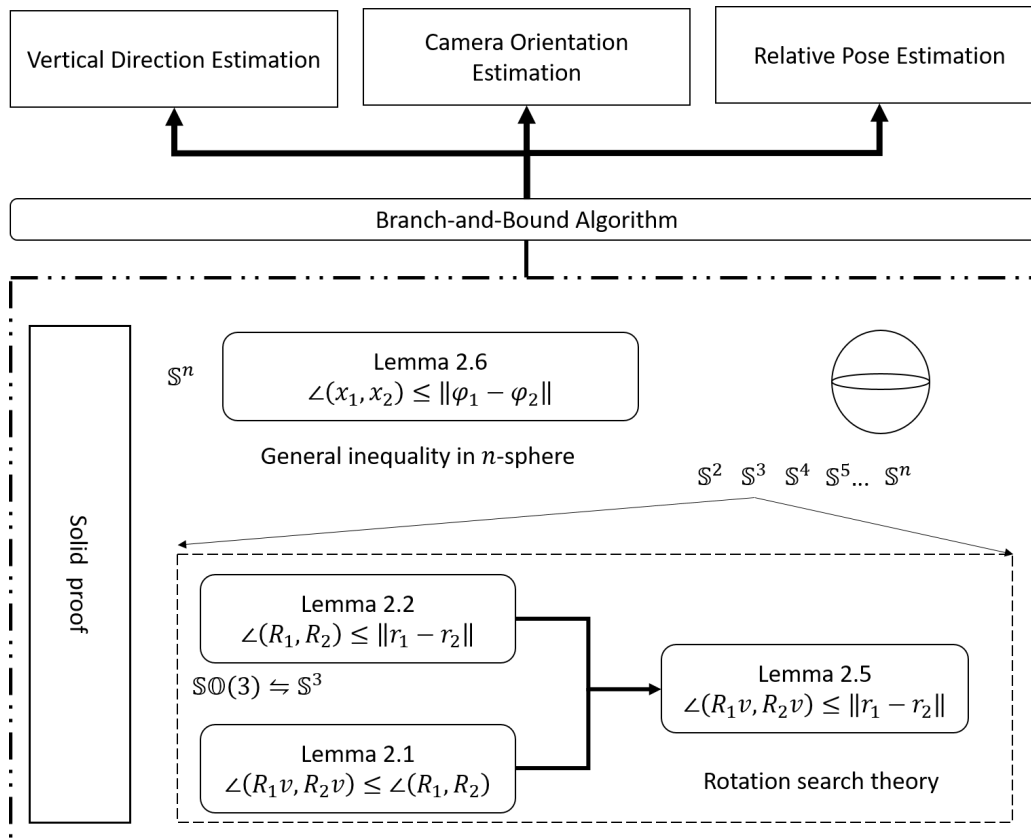 Vertical Direction Estimation
Camera Orientation
Estimation
Relative Pose Estimation
Branch-and-Bound Algorithm
Solid proof
𝕊ⁿ
Lemma 2.6
∠(x₁, x₂) ≤ ‖φ₁ − φ₂‖
General inequality in n-sphere
𝕊² 𝕊³ 𝕊⁴ 𝕊⁵... 𝕊ⁿ
Lemma 2.2
∠(R₁, R₂) ≤ ‖r₁ − r₂‖
𝕊𝕆(3) ⇋ 𝕊³
Lemma 2.1
∠(R₁v, R₂v) ≤ ∠(R₁, R₂)
Lemma 2.5
∠(R₁v, R₂v) ≤ ‖r₁ − r₂‖
Rotation search theory